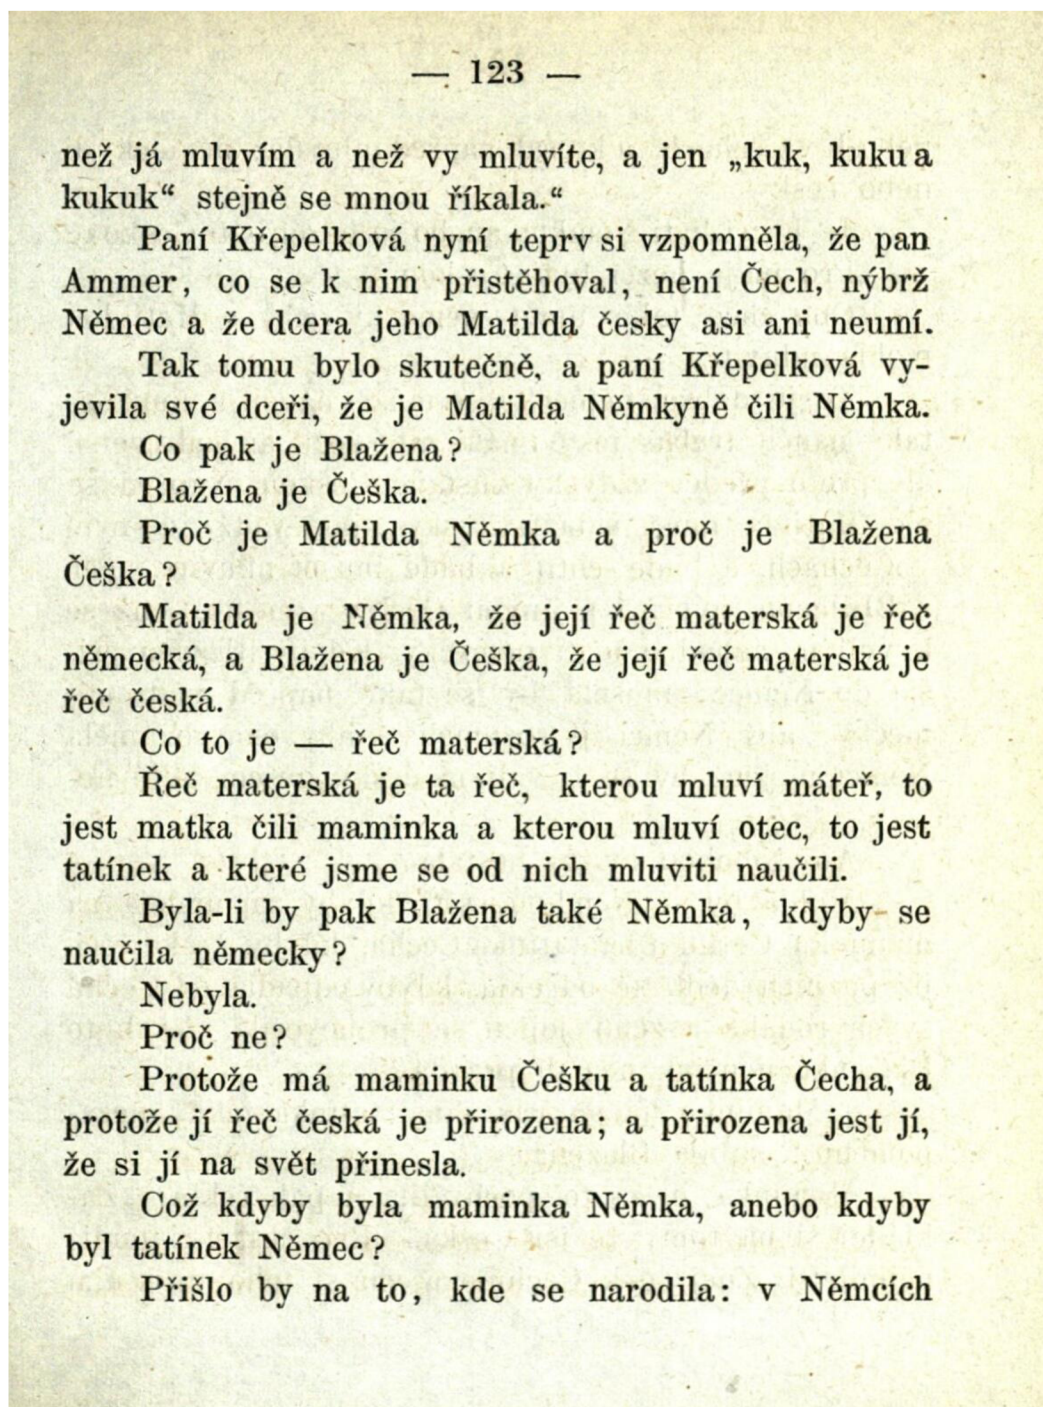 — 123 —
než já mluvím a než vy mluvíte, a jen „kuk, kuku a
kukuk“ stejně se mnou říkala.“
Paní Křepelková nyní teprv si vzpomněla, že pan
Ammer, co se k nim přistěhoval, není Čech, nýbrž
Němec a že dcera jeho Matilda česky asi ani neumí.
Tak tomu bylo skutečně, a paní Křepelková vy-
jevila své dceři, že je Matilda Němkyně čili Němka.
Co pak je Blažena?
Blažena je Češka.
Proč je Matilda Němka a proč je Blažena
Češka?
Matilda je Němka, že její řeč materská je řeč
německá, a Blažena je Češka, že její řeč materská je
řeč česká.
Co to je — řeč materská?
Řeč materská je ta řeč, kterou mluví máteř, to
jest matka čili maminka a kterou mluví otec, to jest
tatínek a které jsme se od nich mluviti naučili.
Byla-li by pak Blažena také Němka, kdyby se
naučila německy?
Nebyla.
Proč ne?
Protože má maminku Češku a tatínka Čecha, a
protože jí řeč česká je přirozena; a přirozena jest jí,
že si jí na svět přinesla.
Což kdyby byla maminka Němka, anebo kdyby
byl tatínek Němec?
Přišlo by na to, kde se narodila: v Němcích